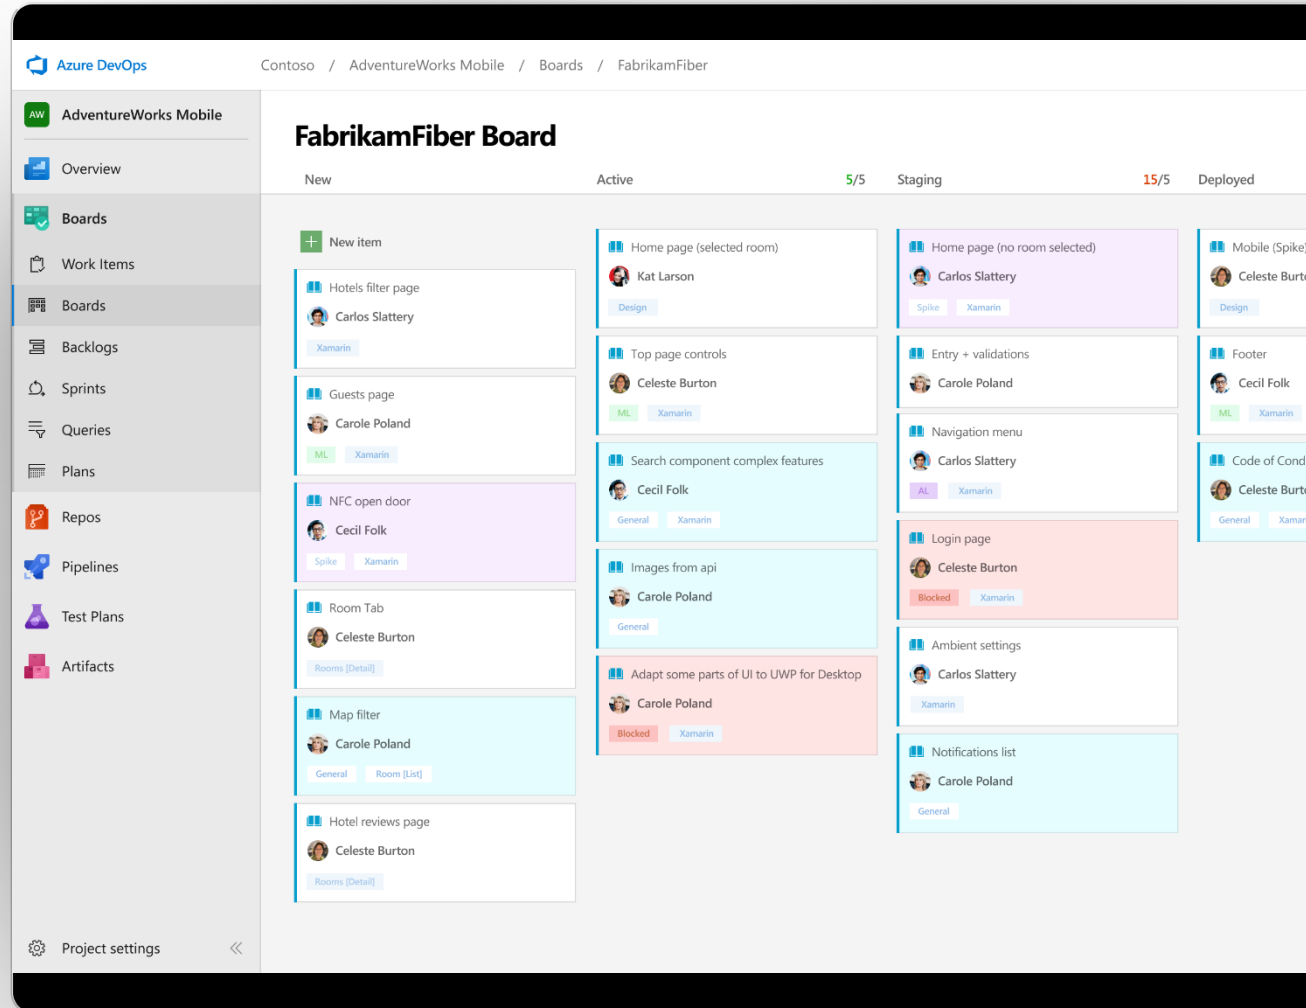 Azure DevOps
Contoso / AdventureWorks Mobile / Boards / FabrikamFiber
AW AdventureWorks Mobile
Overview
Boards
Work Items
Boards
Backlogs
Sprints
Queries
Plans
Repos
Pipelines
Test Plans
Artifacts
Project settings
FabrikamFiber Board
New
New item
Hotels filter page
Carlos Slattery
Xamarin
Guests page
Carole Poland
ML Xamarin
NFC open door
Cecil Folk
Spike Xamarin
Room Tab
Celeste Burton
Rooms [Detail]
Map filter
Carole Poland
General Room [List]
Hotel reviews page
Celeste Burton
Rooms [Detail]
Active 5/5
Home page (selected room)
Kat Larson
Design
Top page controls
Celeste Burton
ML Xamarin
Search component complex features
Cecil Folk
General Xamarin
Images from api
Carole Poland
General
Adapt some parts of UI to UWP for Desktop
Carole Poland
Blocked Xamarin
Staging 15/5
Home page (no room selected)
Carlos Slattery
Spike Xamarin
Entry + validations
Carole Poland
Navigation menu
Carlos Slattery
AL Xamarin
Login page
Celeste Burton
Blocked Xamarin
Ambient settings
Carlos Slattery
Xamarin
Notifications list
Carole Poland
General
Deployed
Mobile (Spike)
Celeste
Design
Footer
Cecil Folk
ML Xamarin
Code of
Celeste
General